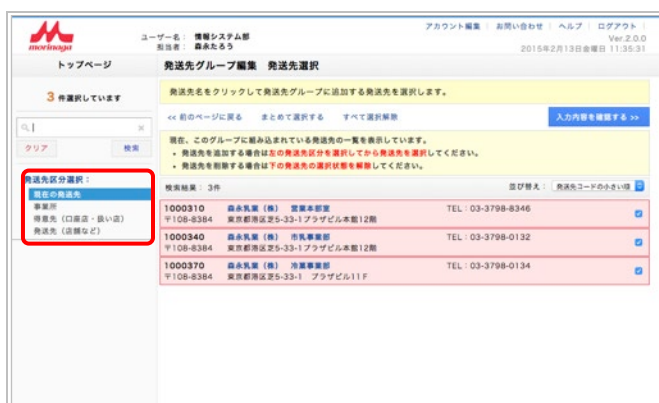 morinaga
ユーザー名： 情報システム部
担当者： 森永たろう
アカウント編集 | お問い合わせ | ヘルプ | ログアウト
Ver.2.0.0
2015年2月13日金曜日 11:35:31
トップページ
発送先グループ編集 発送先選択
3 件選択しています
発送先名をクリックして発送先グループに追加する発送先を選択します。
<< 前のページに戻る まとめて選択する すべて選択解除
入力内容を確認する >>
クリア
検索
現在、このグループに組み込まれている発送先の一覧を表示しています。
・ 発送先を追加する場合は左の発送先区分を選択してから発送先を選択してください。
・ 発送先を削除する場合は下の発送先の選択状態を解除してください。
発送先区分選択：
現在の発送先
事業所
得意先（口座店・扱い店）
発送先（店舗など）
検索結果： 3件
並び替え： 発送先コードの小さい順
1000310 森永乳業（株） 営業本部室 TEL：03-3798-8346
〒108-8384 東京都港区芝5-33-1プラザビル本館12階
1000340 森永乳業（株） 市乳事業部 TEL：03-3798-0132
〒108-8384 東京都港区芝5-33-1プラザビル本館12階
1000370 森永乳業（株） 冷菓事業部 TEL：03-3798-0134
〒108-8384 東京都港区芝5-33-1 プラザビル11F